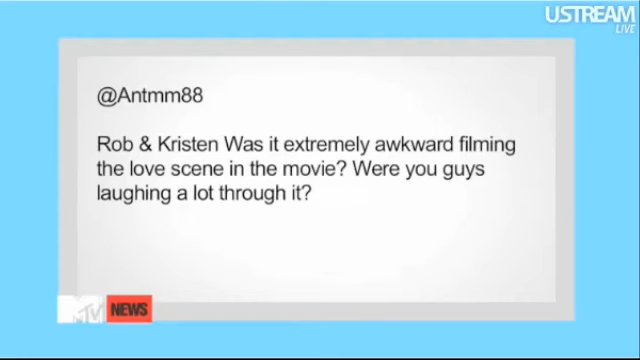 USTREAM
LIVE
@Antmm88
Rob & Kristen Was it extremely awkward filming
the love scene in the movie? Were you guys
laughing a lot through it?
MTV NEWS